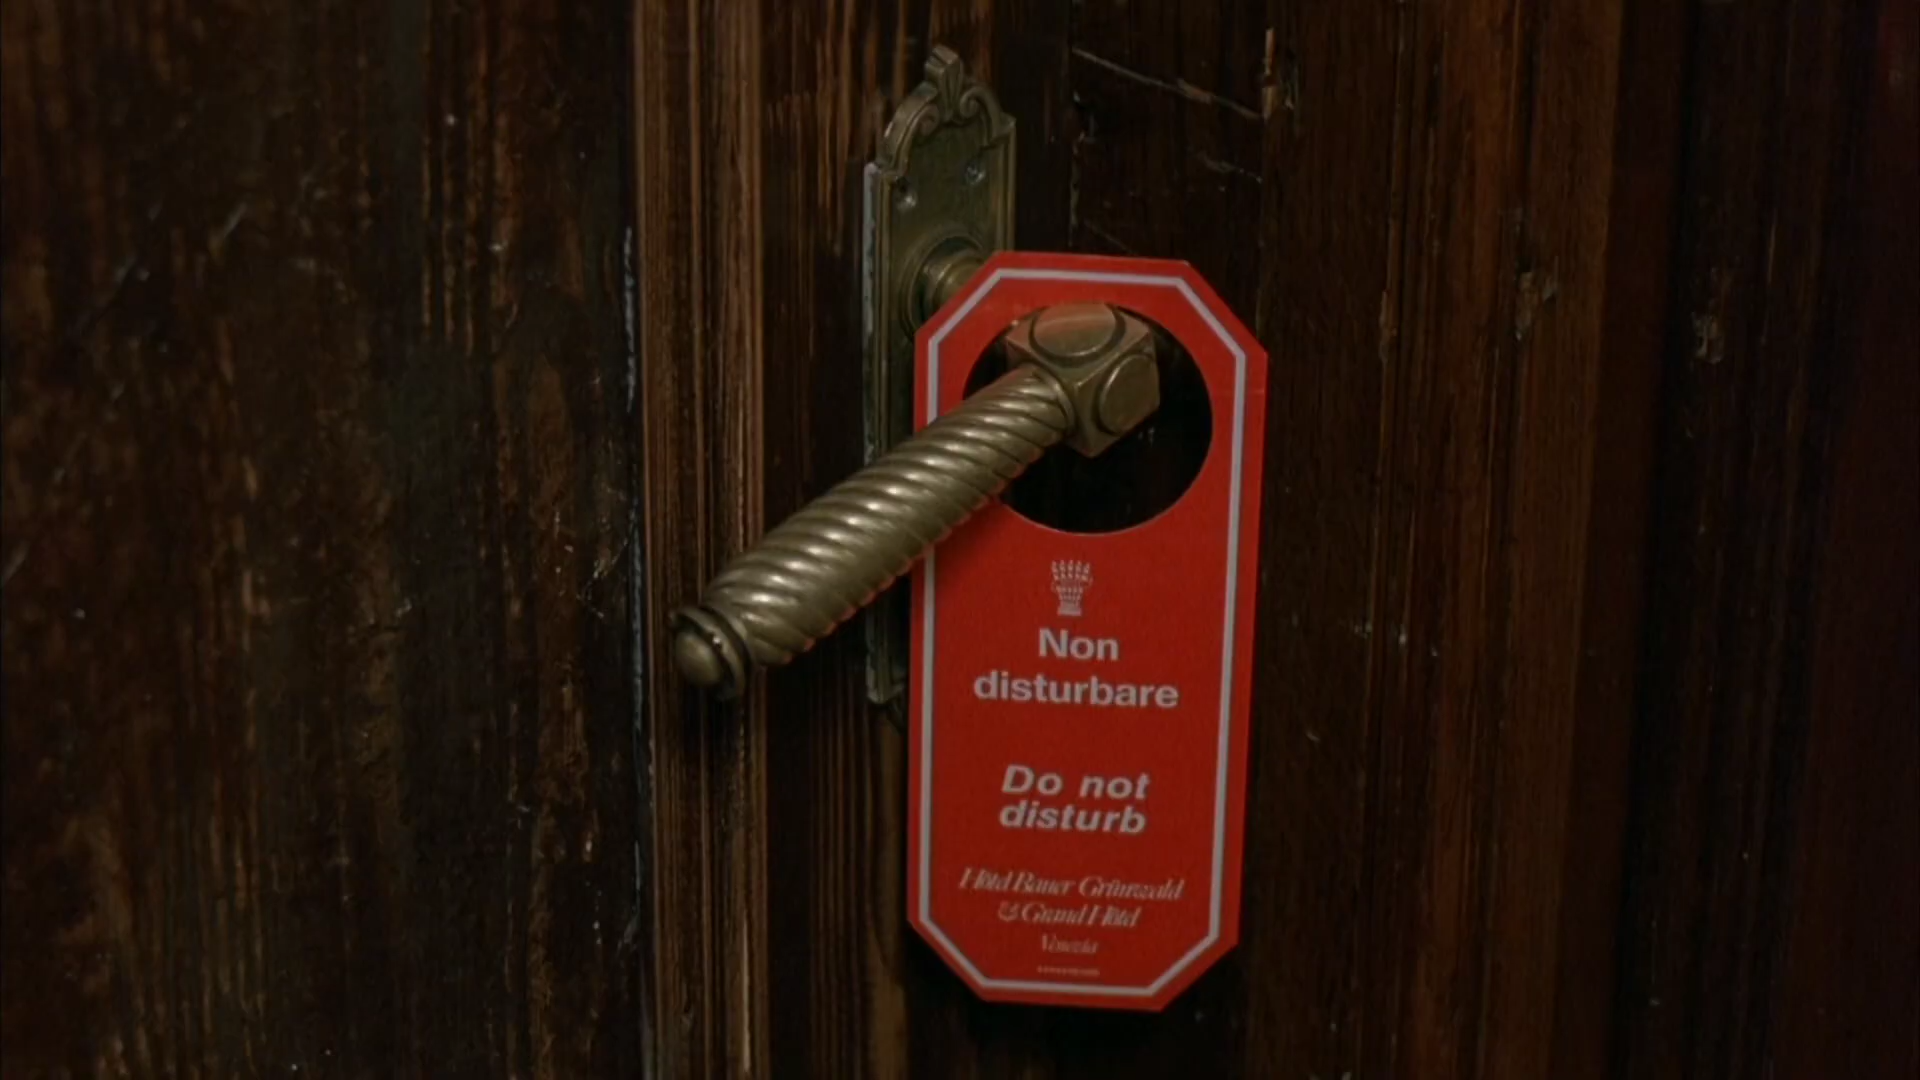 Non
disturbare
Do not
disturb
Hôtel Bauer Grünwald
& Grand Hôtel
Venezia